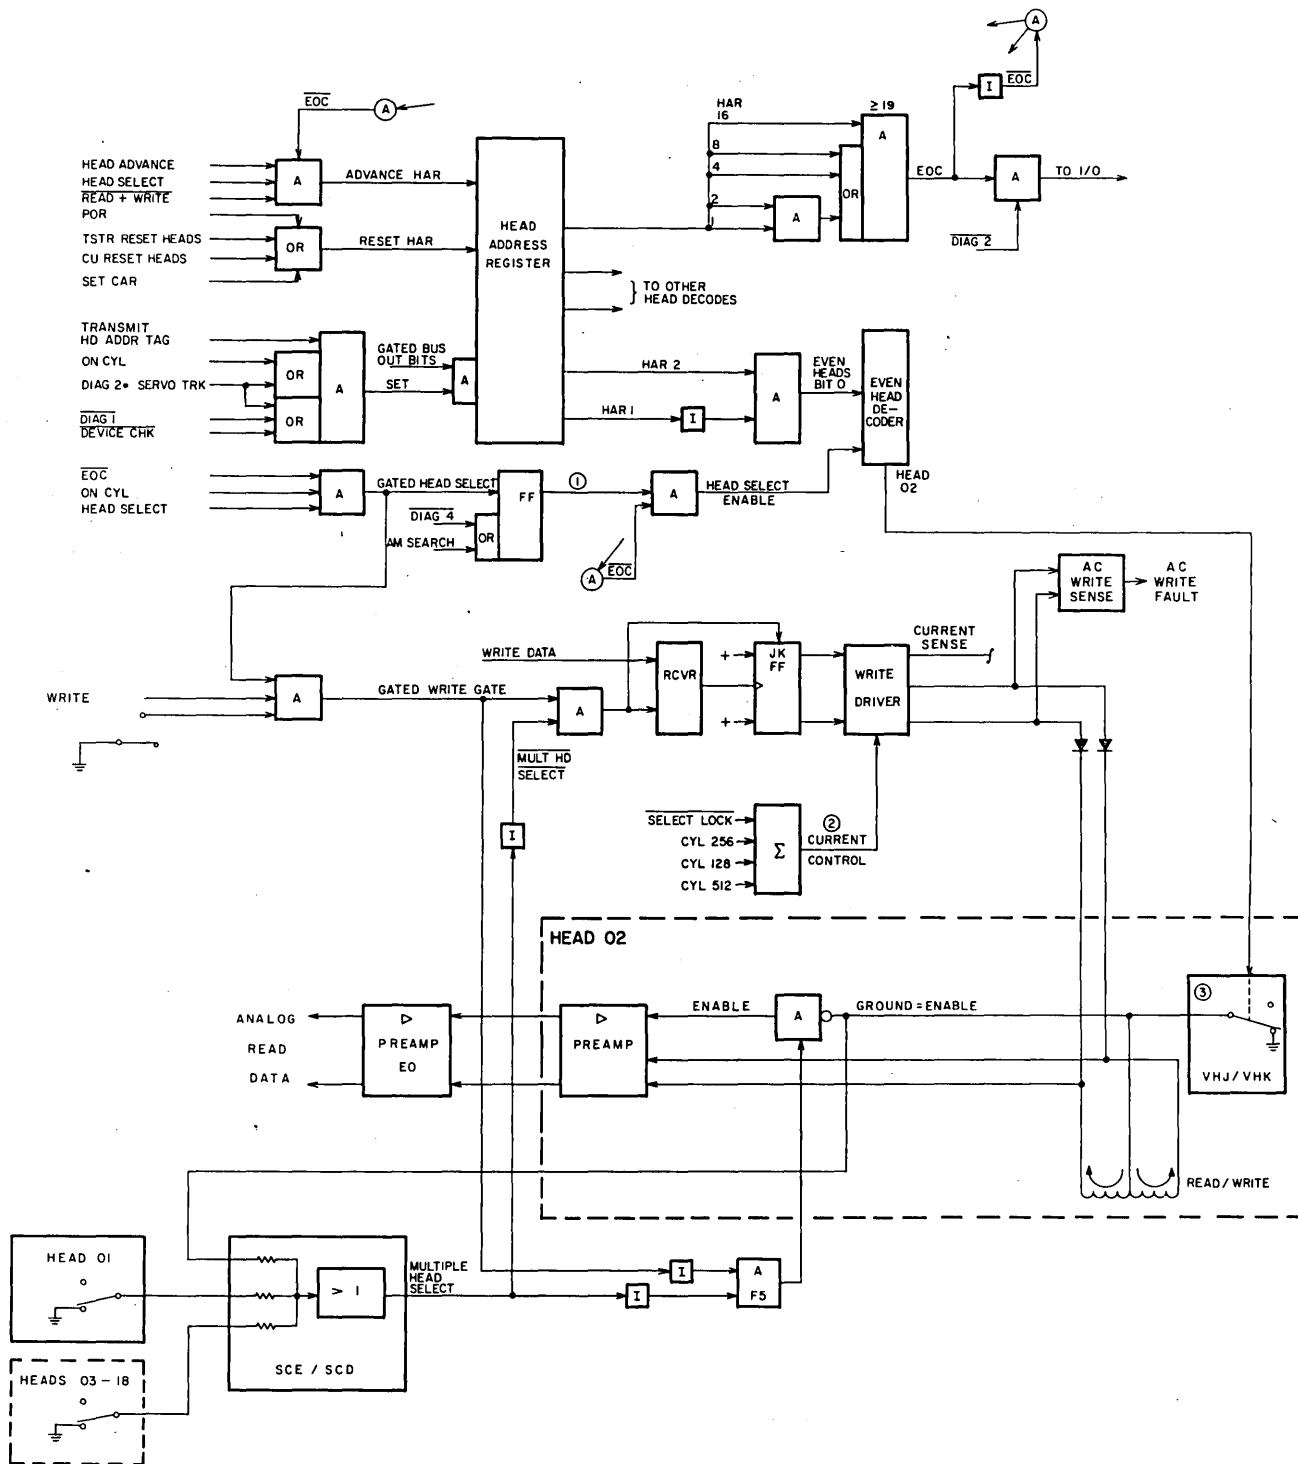 A
I
EOC
≥ 19
HAR
16
8
4
2
1
A
OR
A
EOC
A
TO I/O
DIAG 2
EOC
A
HEAD ADVANCE
HEAD SELECT
READ + WRITE
POR
TSTR RESET HEADS
CU RESET HEADS
SET CAR
A
ADVANCE HAR
OR
RESET HAR
HEAD
ADDRESS
REGISTER
TO OTHER
HEAD DECODES
TRANSMIT
HD ADDR TAG
ON CYL
DIAG 2• SERVO TRK
DIAG 1
DEVICE CHK
OR
OR
A
GATED BUS
OUT BITS
SET
A
HAR 2
HAR 1
I
A
EVEN
HEADS
BIT 0
EVEN
HEAD
DE-
CODER
HEAD
02
EOC
ON CYL
HEAD SELECT
A
GATED HEAD SELECT
FF
DIAG 4
AM SEARCH
OR
1
A
HEAD SELECT
ENABLE
A
EOC
AC
WRITE
SENSE
AC
WRITE
FAULT
WRITE DATA
RCVR
+
+
JK
FF
WRITE
DRIVER
CURRENT
SENSE
WRITE
A
GATED WRITE GATE
A
MULT HD
SELECT
I
SELECT LOCK
CYL 256
CYL 128
CYL 512
Σ
2
CURRENT
CONTROL
HEAD 02
ANALOG
READ
DATA
PREAMP
EO
PREAMP
ENABLE
A
GROUND = ENABLE
3
VHJ / VHK
READ / WRITE
HEAD 01
> 1
SCE / SCD
MULTIPLE
HEAD
SELECT
I
I
A
F5
HEADS 03 - 18